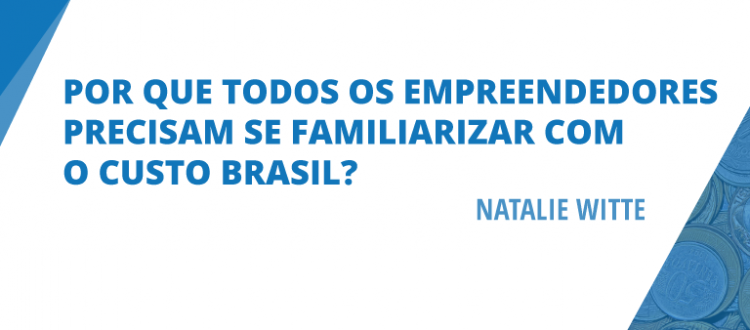 POR QUE TODOS OS EMPREENDEDORES
PRECISAM SE FAMILIARIZAR COM
O CUSTO BRASIL?
NATALIE WITTE